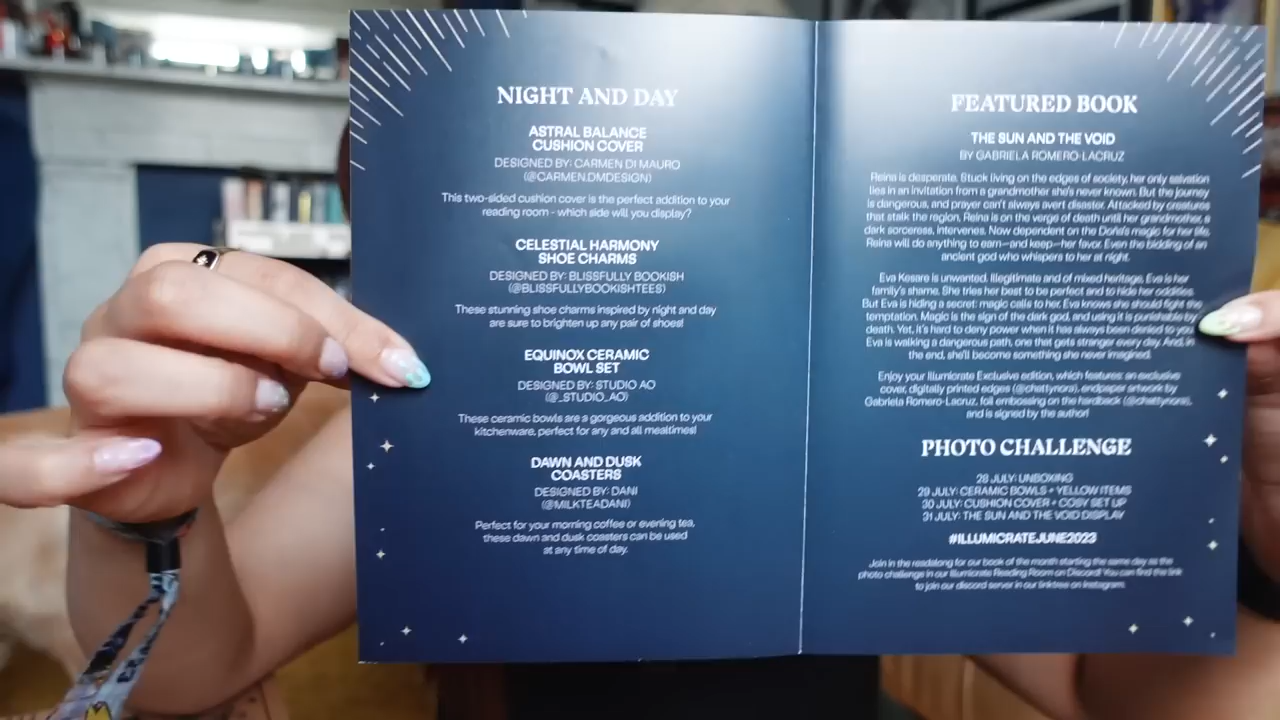 NIGHT AND DAY
ASTRAL BALANCE
CUSHION COVER
DESIGNED BY: CARMEN DI MAURO
(@CARMEN.DMDESIGN)
This two-sided cushion cover is the perfect addition to your
reading room - which side will you display?
CELESTIAL HARMONY
SHOE CHARMS
DESIGNED BY: BLISSFULLY BOOKISH
(@BLISSFULLYBOOKISHTEES)
These stunning shoe charms inspired by night and day
are sure to brighten up any pair of shoes!
EQUINOX CERAMIC
BOWL SET
DESIGNED BY: STUDIO AO
(@_STUDIO_AO)
These ceramic bowls are a gorgeous addition to your
kitchenware, perfect for any and all mealtimes!
DAWN AND DUSK
COASTERS
DESIGNED BY: DANI
(@MILKTEADANI)
Perfect for your morning coffee or evening tea,
these dawn and dusk coasters can be used
at any time of day.
FEATURED BOOK
THE SUN AND THE VOID
BY GABRIELA ROMERO-LACRUZ
Reina is desperate. Stuck living on the edges of society, her only salvation
lies in an invitation from a grandmother she's never known. But the journey
is dangerous, and prayer can't always avert disaster. Attacked by creatures
that stalk the region, Reina is on the verge of death until her grandmother, a
dark sorceress, intervenes. Now dependent on the Doña's magic for her life,
Reina will do anything to earn—and keep—her favor. Even the bidding of an
ancient god who whispers to her at night.
Eva Kesare is unwanted. Illegitimate and of mixed heritage, Eva is her
family's shame. She tries her best to be perfect and to hide her oddities.
But Eva is hiding a secret: magic calls to her. Eva knows she should fight the
temptation. Magic is the sign of the dark god, and using it is punishable by
death. Yet, it's hard to deny power when it has always been denied to you.
Eva is walking a dangerous path, one that gets stranger every day. And, in
the end, she'll become something she never imagined.
Enjoy your Illumicrate Exclusive edition, which features: an exclusive
cover, digitally printed edges (@chattynora), endpaper artwork by
Gabriela Romero-Lacruz, foil embossing on the hardback (@chattynora),
and is signed by the author!
PHOTO CHALLENGE
28 JULY: UNBOXING
29 JULY: CERAMIC BOWLS + YELLOW ITEMS
30 JULY: CUSHION COVER + COSY SET UP
31 JULY: THE SUN AND THE VOID DISPLAY
#ILLUMICRATEJUNE2023
Join in the readalong for our book of the month starting the same day as the
photo challenge in our Illumicrate Reading Room on Discord! You can find the link
to join our discord server in our linktree on Instagram.